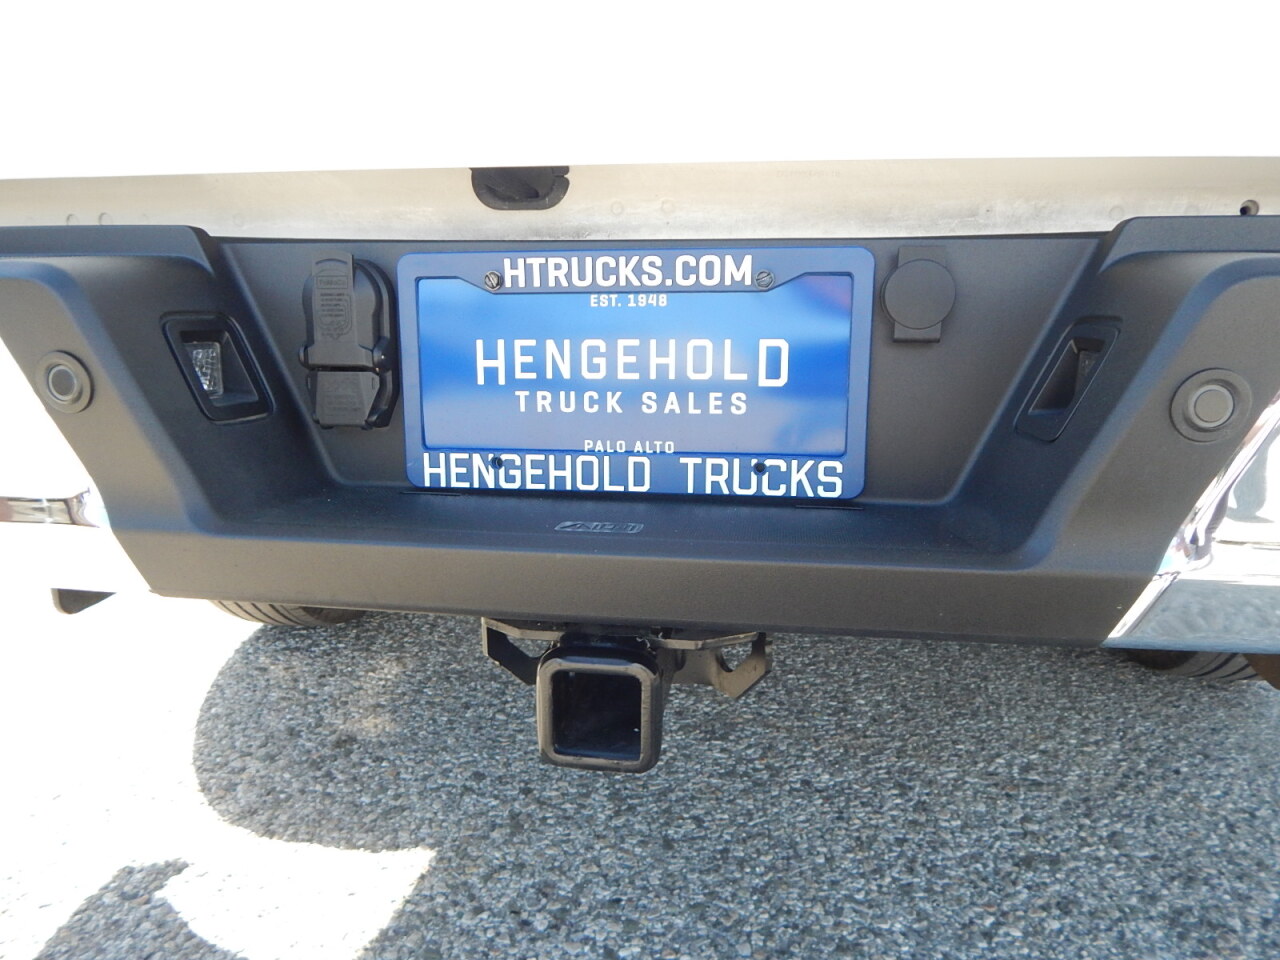 HTRUCKS.COM
EST. 1948
HENGEHOLD
TRUCK SALES
PALO ALTO
HENGEHOLD TRUCKS